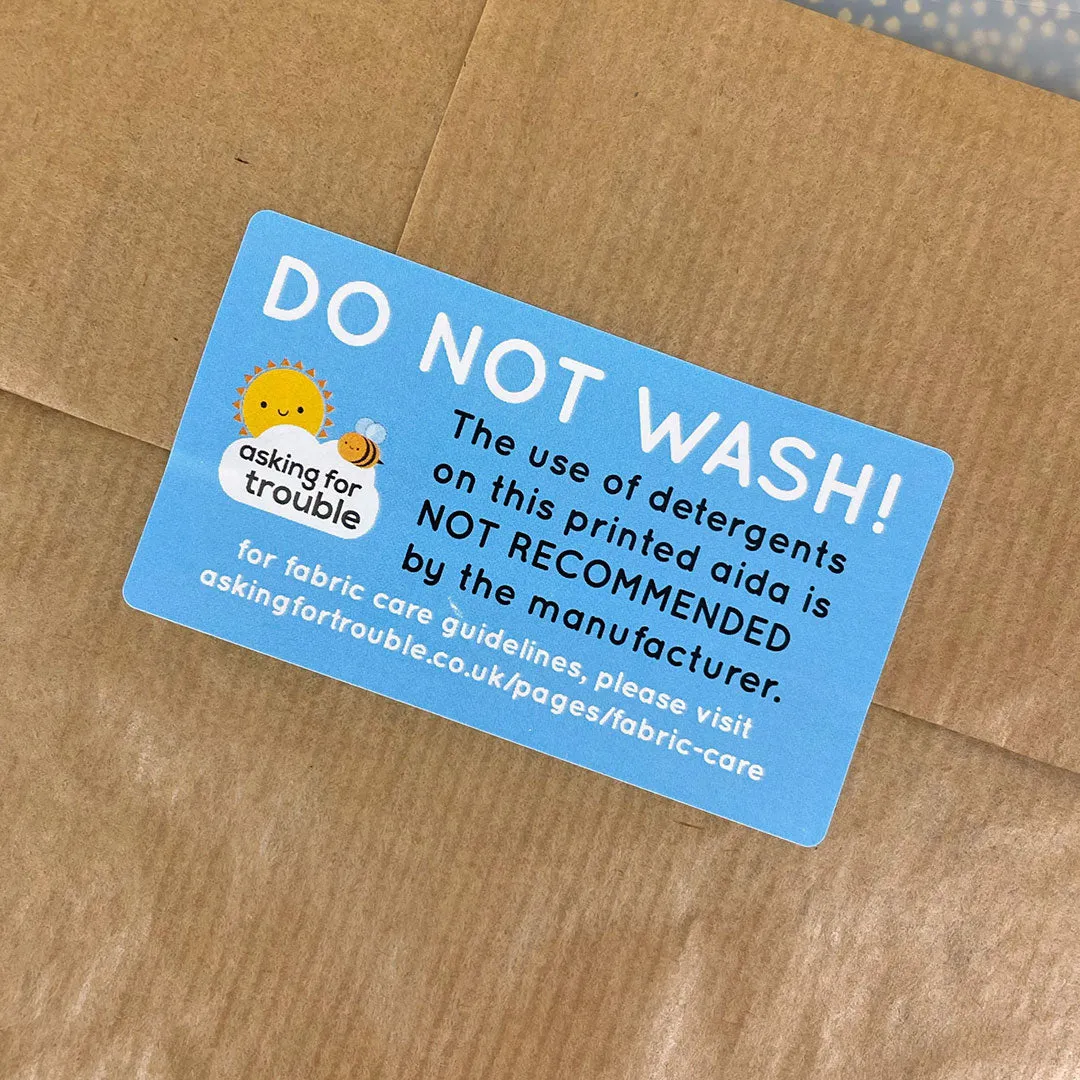 DO NOT WASH!
asking for
trouble
The use of detergents
on this printed aida is
NOT RECOMMENDED
by the manufacturer.
for fabric care guidelines, please visit
askingfortrouble.co.uk/pages/fabric-care